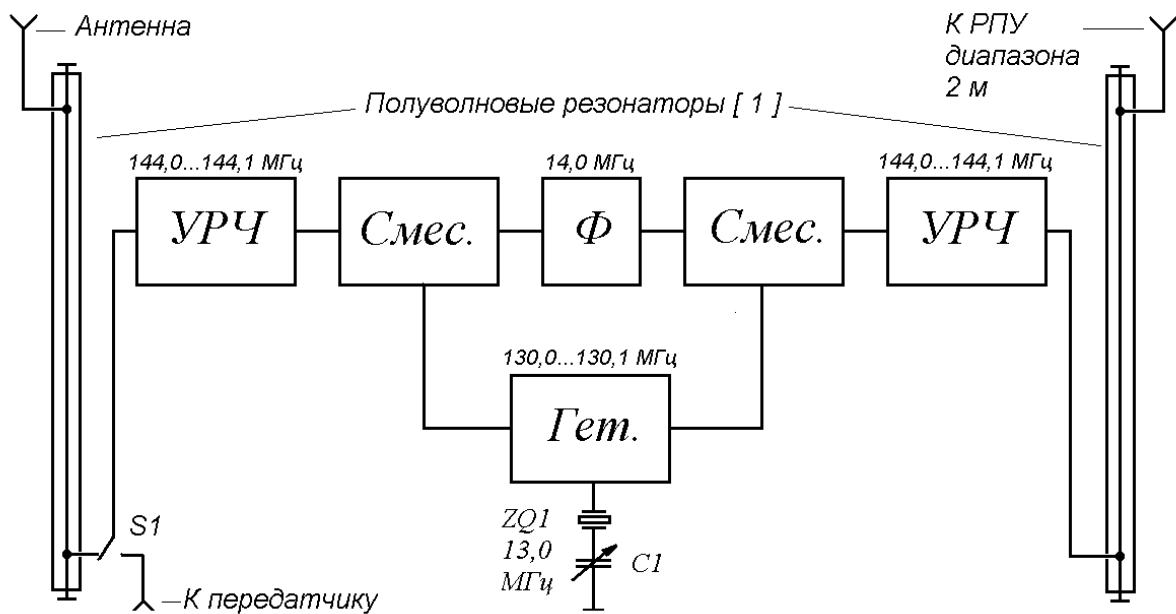 Антенна
К РПУ
диапазона
2 м
Полуволновые резонаторы [ 1 ]
144,0...144,1 МГц
14,0 МГц
144,0...144,1 МГц
УРЧ
Смес.
Ф
Смес.
УРЧ
130,0...130,1 МГц
Гет.
S1
ZQ1
13,0
МГц
C1
К передатчику